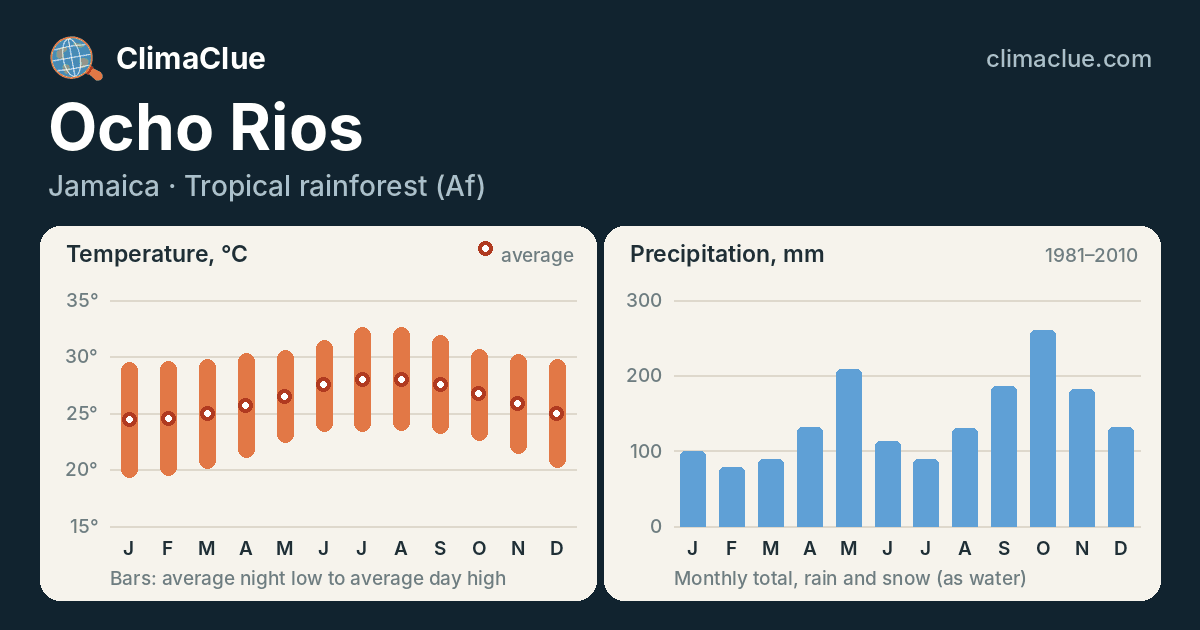 ClimaClue
climaclue.com
Ocho Rios
Jamaica · Tropical rainforest (Af)
Temperature, °C
average
35°
30°
25°
20°
15°
J F M A M J J A S O N D
Bars: average night low to average day high
Precipitation, mm
1981–2010
300
200
100
0
J F M A M J J A S O N D
Monthly total, rain and snow (as water)